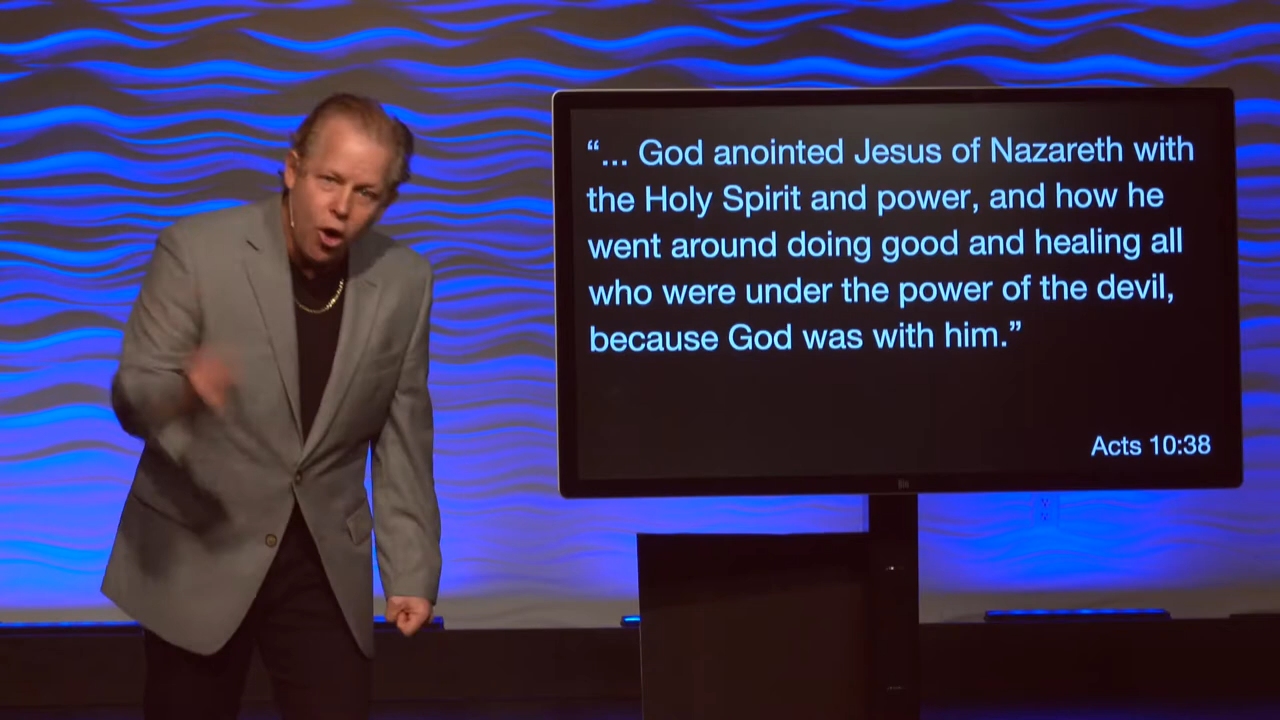 “... God anointed Jesus of Nazareth with
the Holy Spirit and power, and how he
went around doing good and healing all
who were under the power of the devil,
because God was with him.”
Acts 10:38
elo